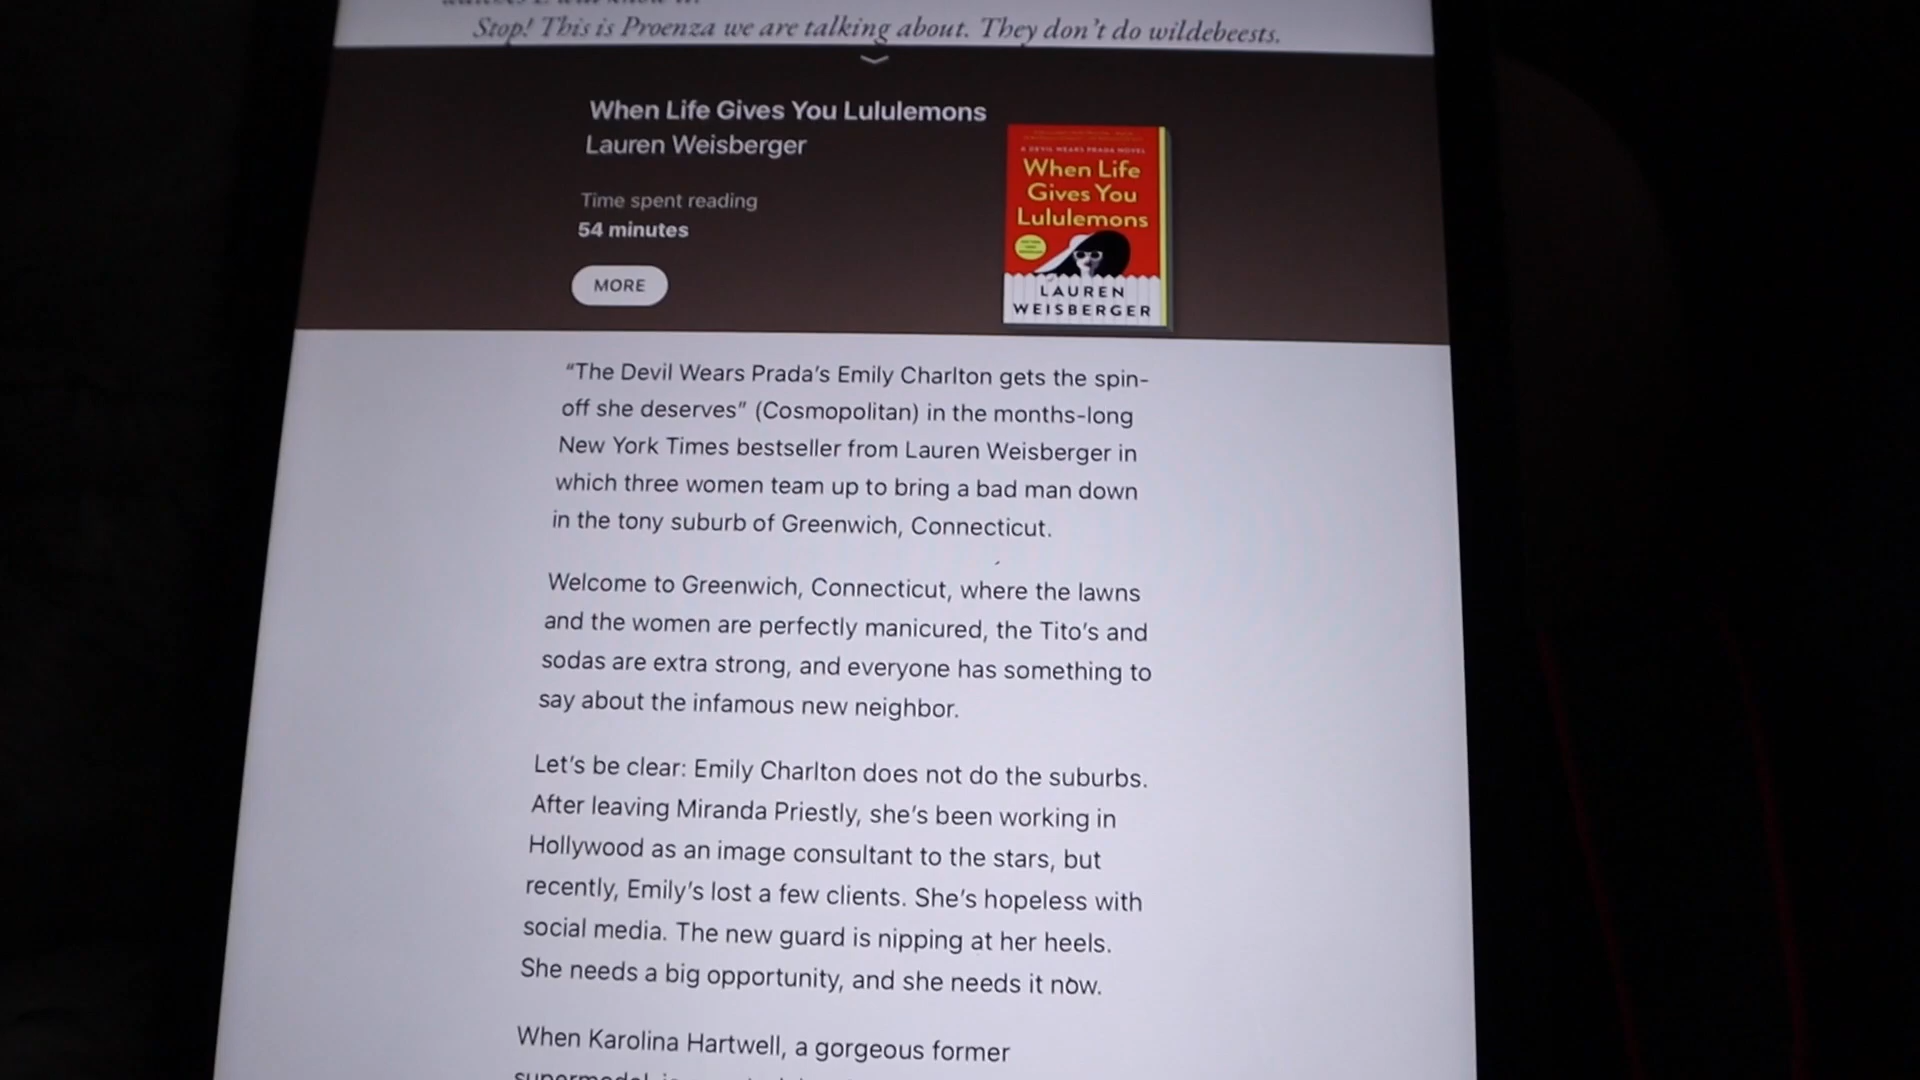 Stop! This is Proenza we are talking about. They don't do wildebeests.
When Life Gives You Lululemons
Lauren Weisberger
Time spent reading
54 minutes
MORE
A DEVIL WEARS PRADA NOVEL
When Life
Gives You
Lululemons
LAUREN
WEISBERGER
“The Devil Wears Prada’s Emily Charlton gets the spin-
off she deserves” (Cosmopolitan) in the months-long
New York Times bestseller from Lauren Weisberger in
which three women team up to bring a bad man down
in the tony suburb of Greenwich, Connecticut.
Welcome to Greenwich, Connecticut, where the lawns
and the women are perfectly manicured, the Tito’s and
sodas are extra strong, and everyone has something to
say about the infamous new neighbor.
Let’s be clear: Emily Charlton does not do the suburbs.
After leaving Miranda Priestly, she’s been working in
Hollywood as an image consultant to the stars, but
recently, Emily’s lost a few clients. She’s hopeless with
social media. The new guard is nipping at her heels.
She needs a big opportunity, and she needs it now.
When Karolina Hartwell, a gorgeous former